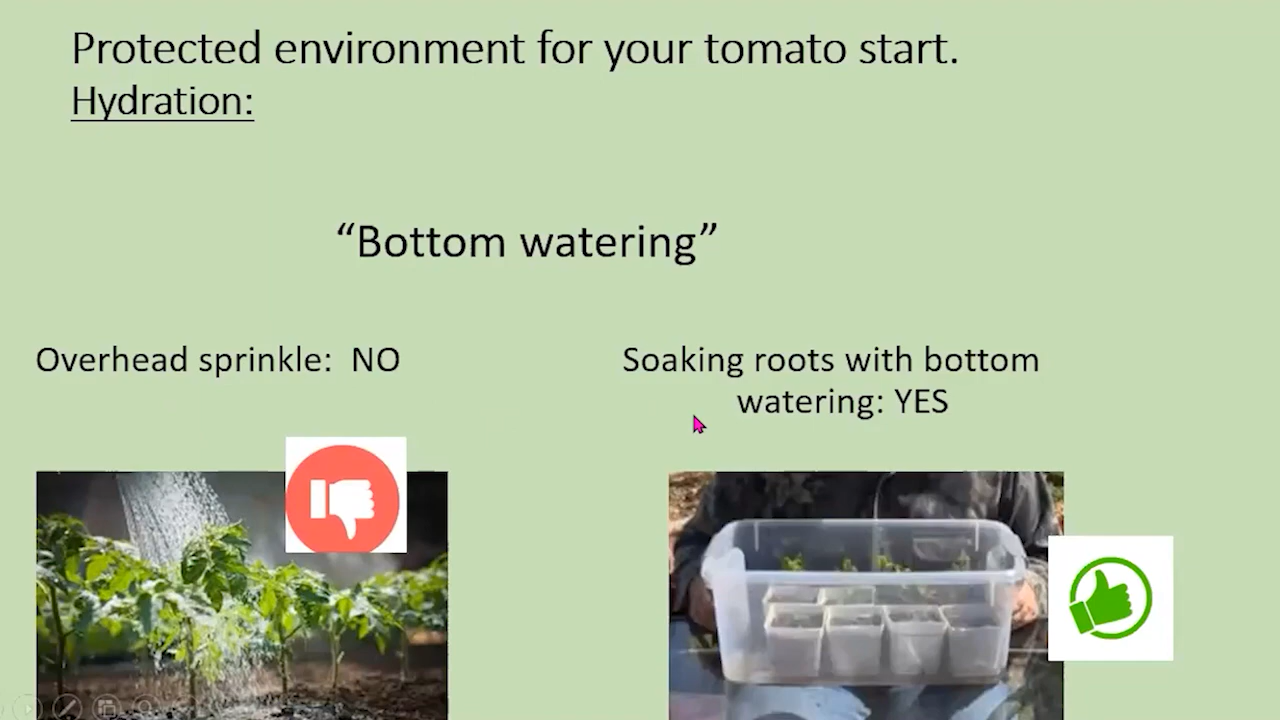 Protected environment for your tomato start.
Hydration:
“Bottom watering”
Overhead sprinkle: NO
Soaking roots with bottom
watering: YES